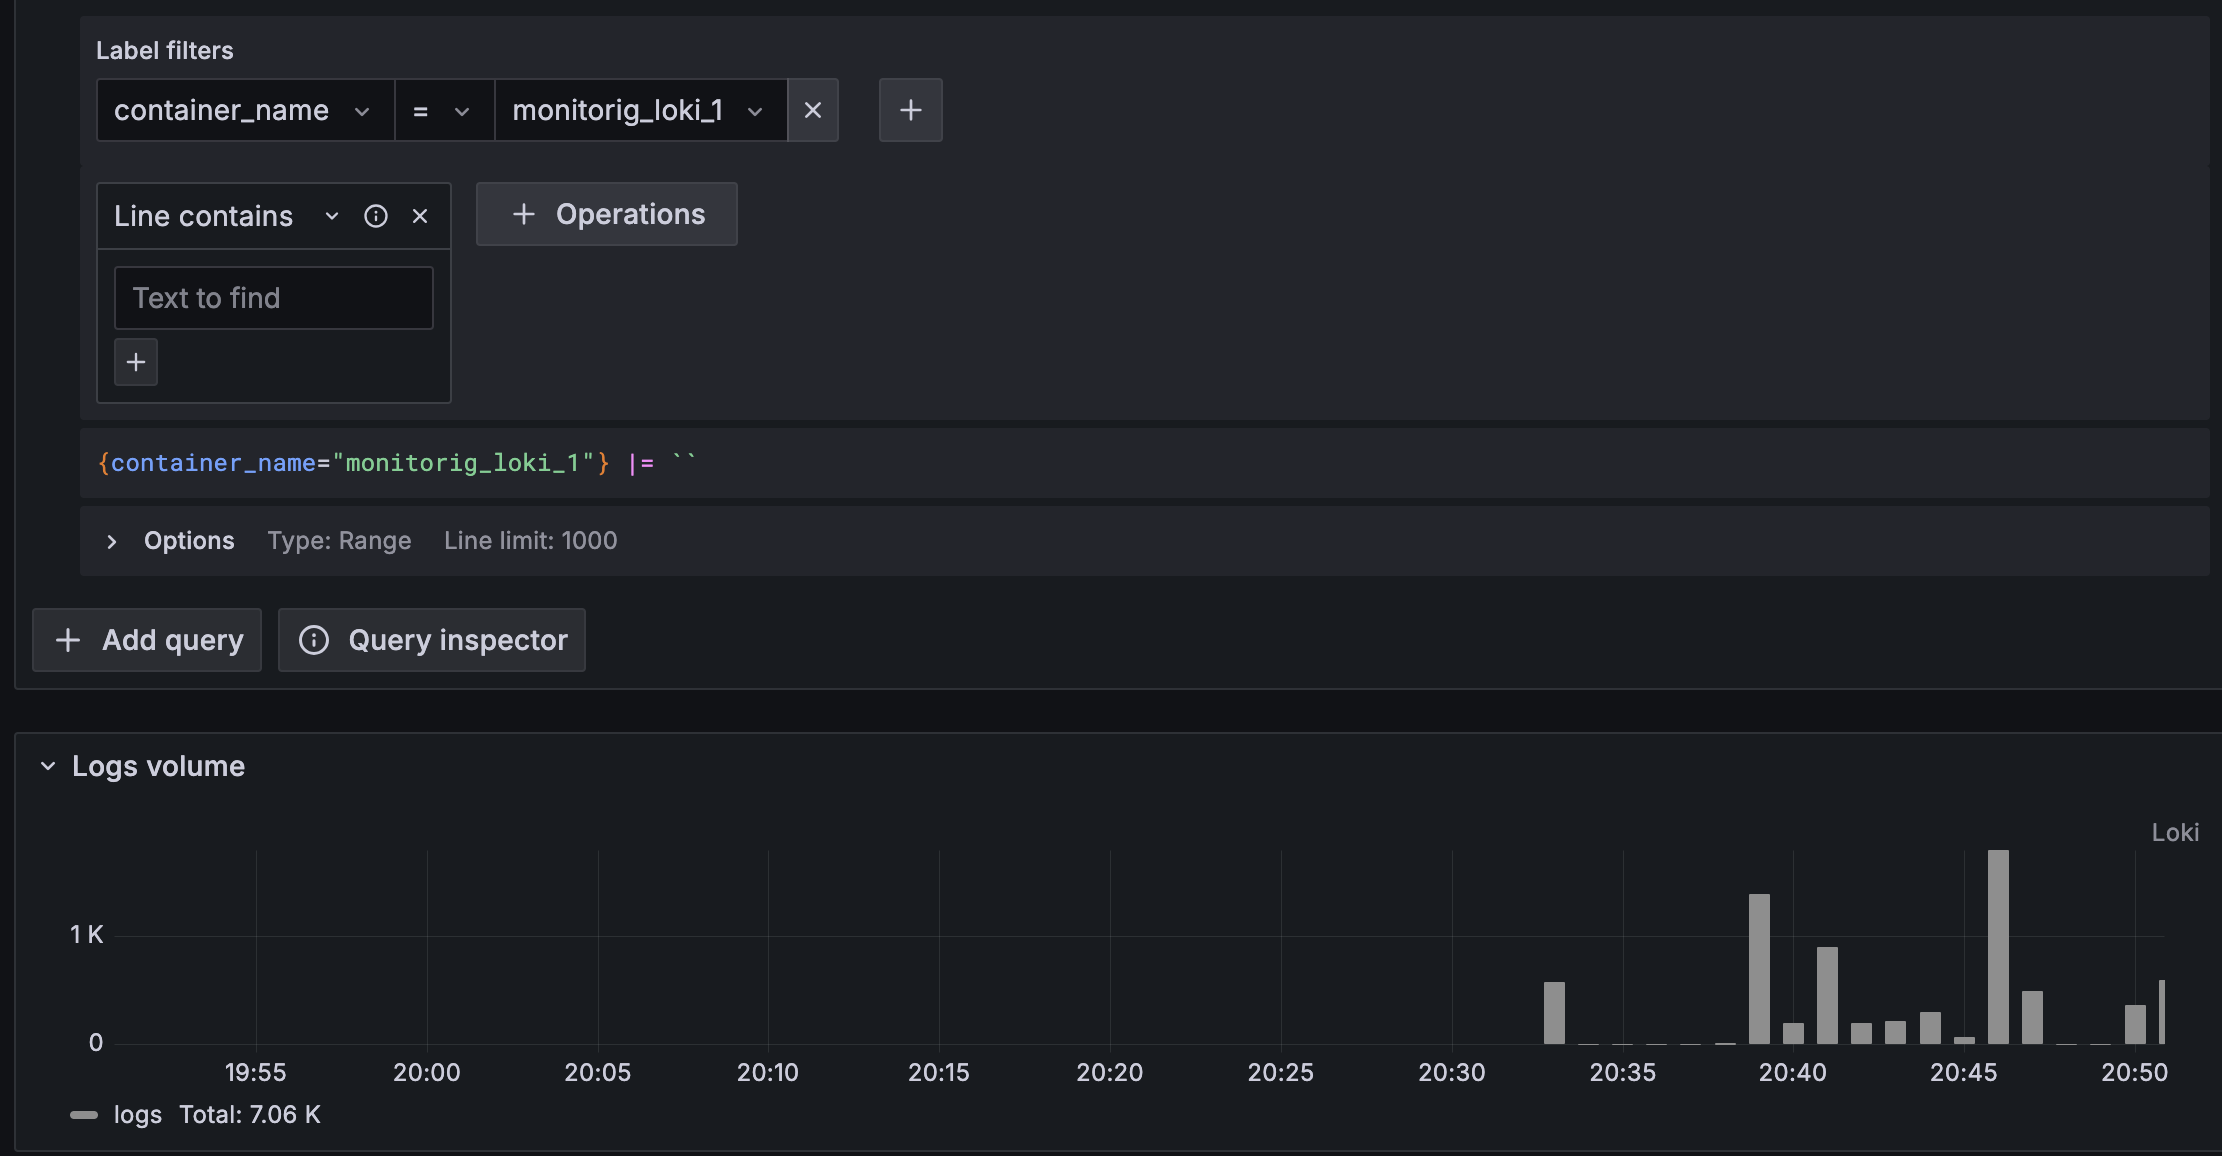 Label filters
container_name = monitorig_loki_1
Line contains
+ Operations
Text to find
+
{container_name="monitorig_loki_1"} |= ``
Options Type: Range Line limit: 1000
+ Add query Query inspector
Logs volume
Loki
1 K
0
19:55 20:00 20:05 20:10 20:15 20:20 20:25 20:30 20:35 20:40 20:45 20:50
logs Total: 7.06 K